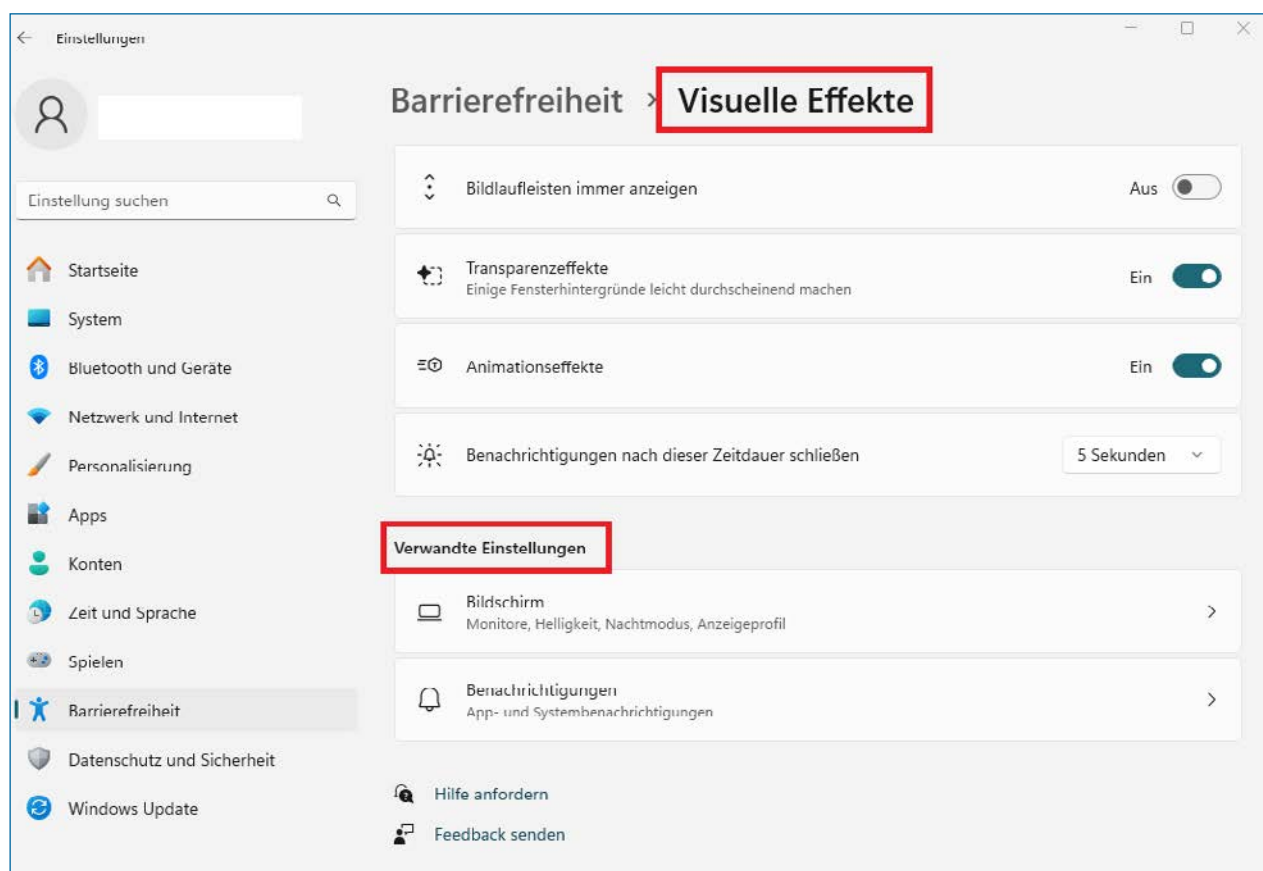 Einstellungen
Einstellung suchen
Startseite
System
Bluetooth und Geräte
Netzwerk und Internet
Personalisierung
Apps
Konten
Zeit und Sprache
Spielen
Barrierefreiheit
Datenschutz und Sicherheit
Windows Update
Barrierefreiheit > Visuelle Effekte
Bildlaufleisten immer anzeigen Aus
Transparenzeffekte
Einige Fensterhintergründe leicht durchscheinend machen Ein
Animationseffekte Ein
Benachrichtigungen nach dieser Zeitdauer schließen 5 Sekunden
Verwandte Einstellungen
Bildschirm
Monitore, Helligkeit, Nachtmodus, Anzeigeprofil
Benachrichtigungen
App- und Systembenachrichtigungen
Hilfe anfordern
Feedback senden